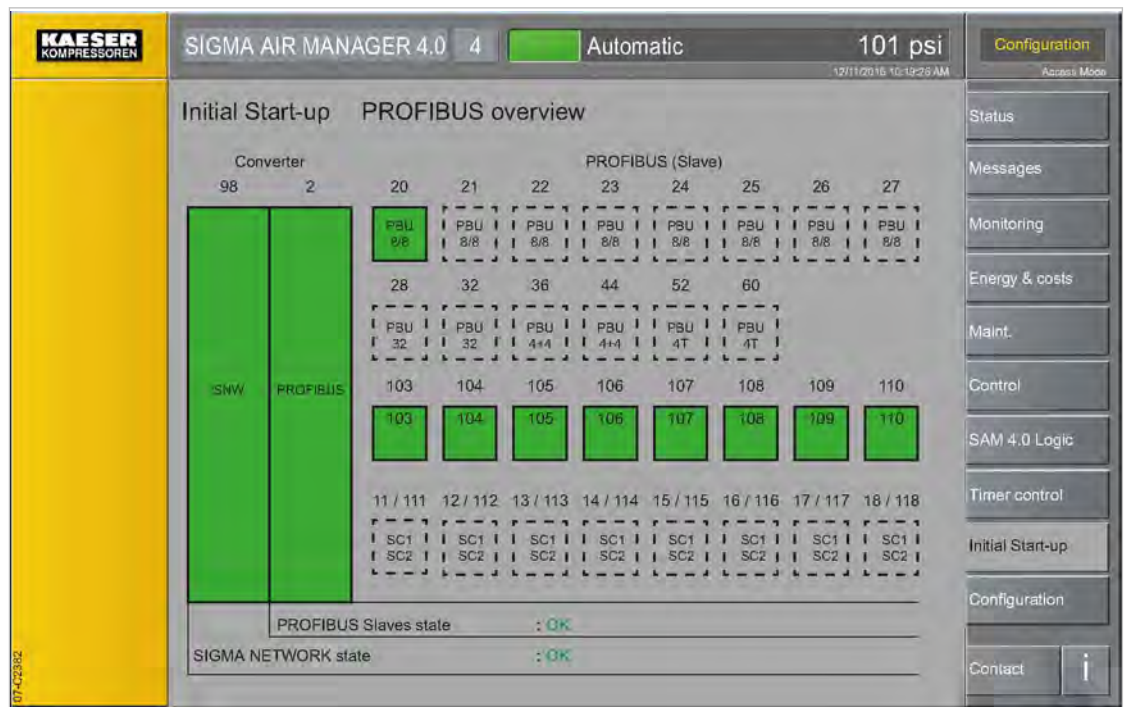 KAESER
KOMPRESSOREN
SIGMA AIR MANAGER 4.0 4 Automatic 101 psi
12/11/2015 10:19:26 AM
Configuration
Access Mode
Initial Start-up PROFIBUS overview
Converter PROFIBUS (Slave)
98 2 20 21 22 23 24 25 26 27
PBU PBU PBU PBU PBU PBU PBU PBU
8/8 8/8 8/8 8/8 8/8 8/8 8/8 8/8
28 32 36 44 52 60
PBU PBU PBU PBU PBU PBU
32 32 4+4 4+4 4T 4T
SNW PROFIBUS 103 104 105 106 107 108 109 110
103 104 105 106 107 108 109 110
11 / 111 12 / 112 13 / 113 14 / 114 15 / 115 16 / 116 17 / 117 18 / 118
SC1 SC1 SC1 SC1 SC1 SC1 SC1 SC1
SC2 SC2 SC2 SC2 SC2 SC2 SC2 SC2
PROFIBUS Slaves state : OK
SIGMA NETWORK state : OK
Status
Messages
Monitoring
Energy & costs
Maint.
Control
SAM 4.0 Logic
Timer control
Initial Start-up
Configuration
Contact i
07-C2382